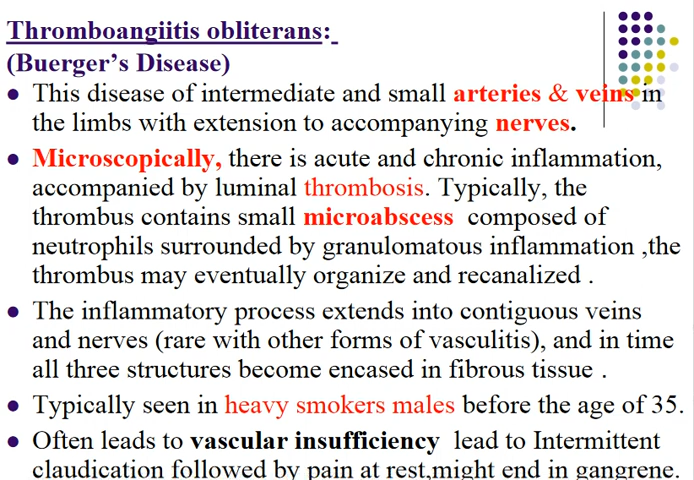 Thromboangiitis obliterans:
(Buerger's Disease)
• This disease of intermediate and small arteries & veins in
the limbs with extension to accompanying nerves.
• Microscopically, there is acute and chronic inflammation,
accompanied by luminal thrombosis. Typically, the
thrombus contains small microabscess composed of
neutrophils surrounded by granulomatous inflammation ,the
thrombus may eventually organize and recanalized .
• The inflammatory process extends into contiguous veins
and nerves (rare with other forms of vasculitis), and in time
all three structures become encased in fibrous tissue .
• Typically seen in heavy smokers males before the age of 35.
• Often leads to vascular insufficiency lead to Intermittent
claudication followed by pain at rest,might end in gangrene.